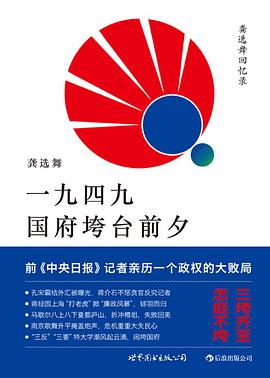 龚选舞回忆录
龚选舞
一九四九
国府垮台前夕
前《中央日报》记者亲历一个政权的大败局
孔宋霸结外汇被曝光，蒋介石不惩贪官反究记者
蒋经国上海“打老虎”败“廉政风暴”，铩羽而归
马歇尔八上八下夏都庐山，折冲樽俎，失败回美
南京歌舞升平掩盖炮声，危机重重大失民心
“三反”“三要”特大学潮风起云涌，闹垮国府
三垮齐至
怎能不垮
世界图书出版公司
后浪出版公司